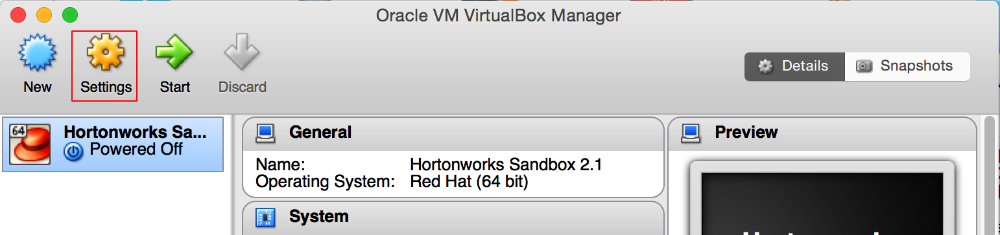 Oracle VM VirtualBox Manager
New Settings Start Discard
Details Snapshots
64 Hortonworks Sa...
Powered Off
General
Name: Hortonworks Sandbox 2.1
Operating System: Red Hat (64 bit)
System
Preview